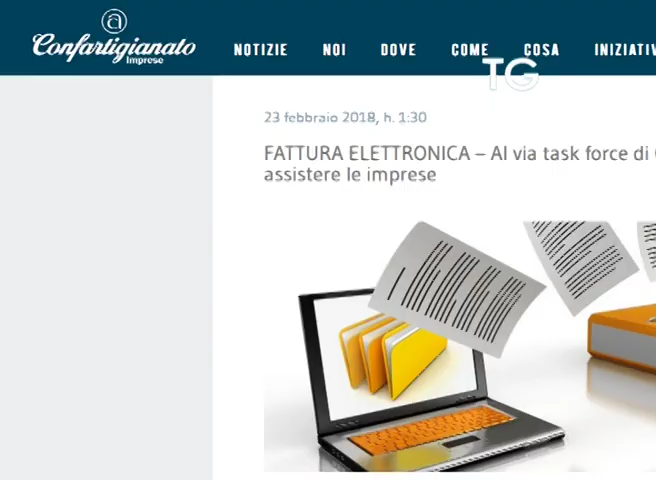 Confartigianato
Imprese
NOTIZIE NOI DOVE COME COSA INIZIATIV
TG
23 febbraio 2018, h. 1:30
FATTURA ELETTRONICA – Al via task force di
assistere le imprese